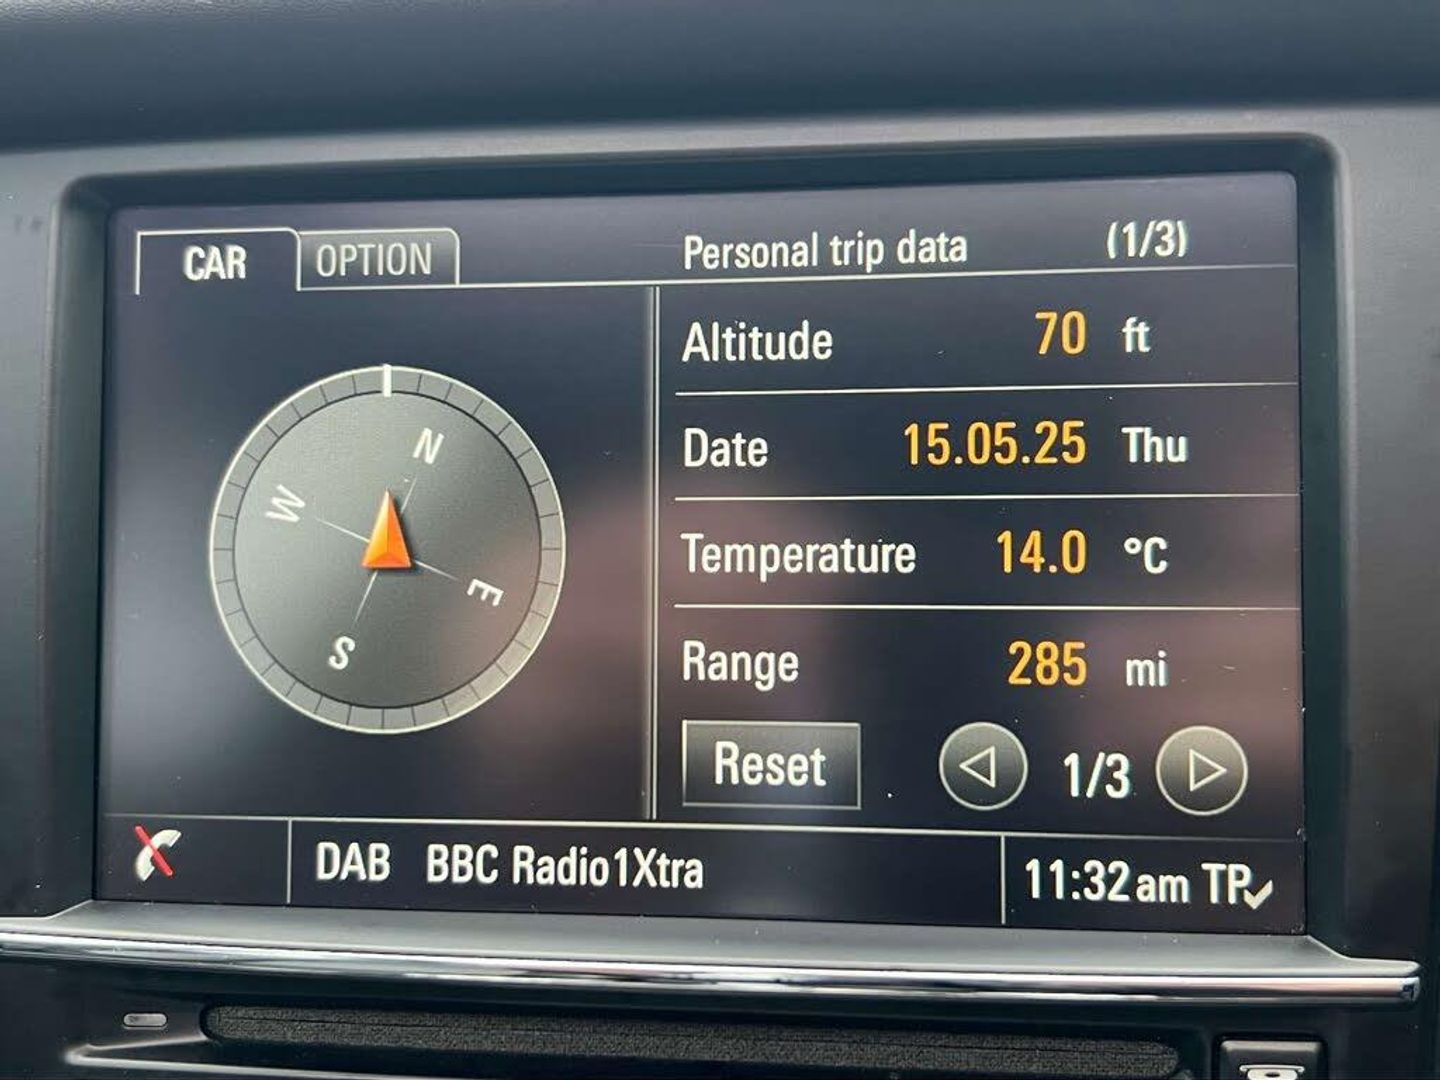 CAR OPTION Personal trip data (1/3)
Altitude 70 ft
Date 15.05.25 Thu
Temperature 14.0 °C
Range 285 mi
Reset 1/3
N
W
E
S
DAB BBC Radio1Xtra 11:32am TP